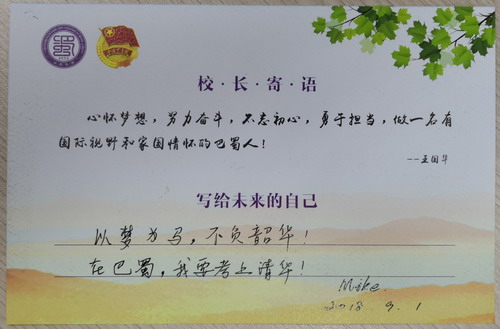 蜀
校·长·寄·语
心怀梦想，努力奋斗，不忘初心，勇于担当，做一名有
国际视野和家国情怀的巴蜀人！
--王国华
写给未来的自己
以梦为马，不负韶华！
在巴蜀，我要考上清华！
Mike.
2018 9. 1